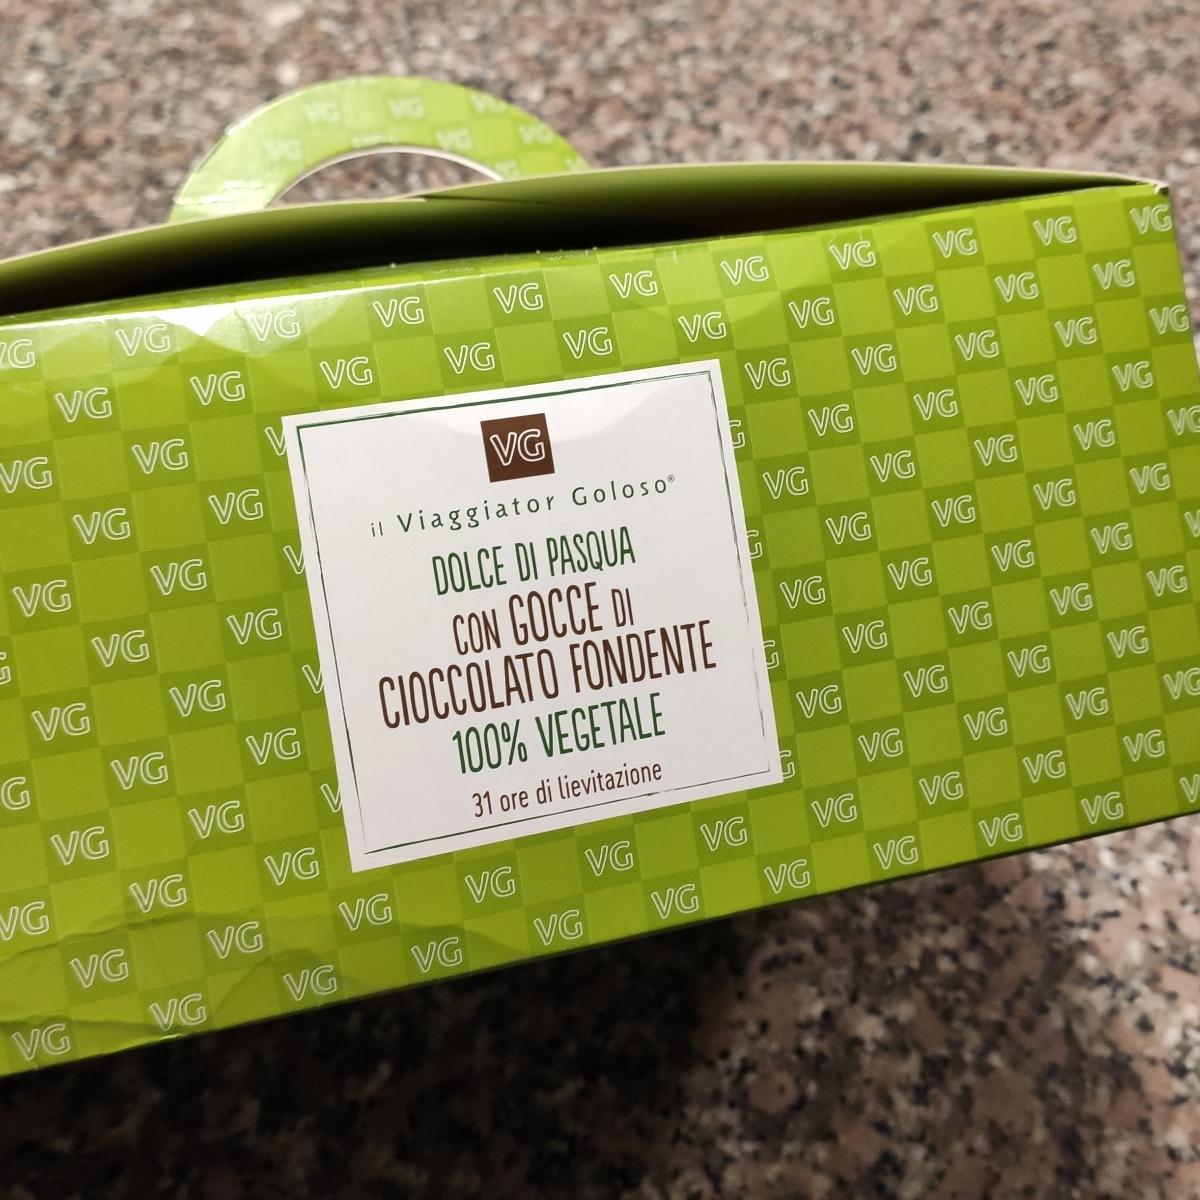 VG
il Viaggiator Goloso®
DOLCE DI PASQUA
CON GOCCE DI
CIOCCOLATO FONDENTE
100% VEGETALE
31 ore di lievitazione